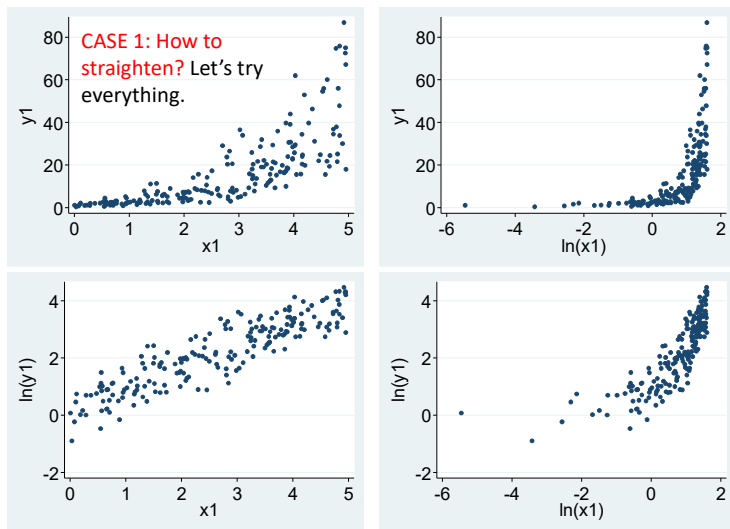 CASE 1: How to
straighten? Let's try
everything.
y1
80
60
40
20
0
0 1 2 3 4 5
x1
y1
80
60
40
20
0
-6 -4 -2 0 2
ln(x1)
ln(y1)
4
2
0
-2
0 1 2 3 4 5
x1
ln(y1)
4
2
0
-2
-6 -4 -2 0 2
ln(x1)